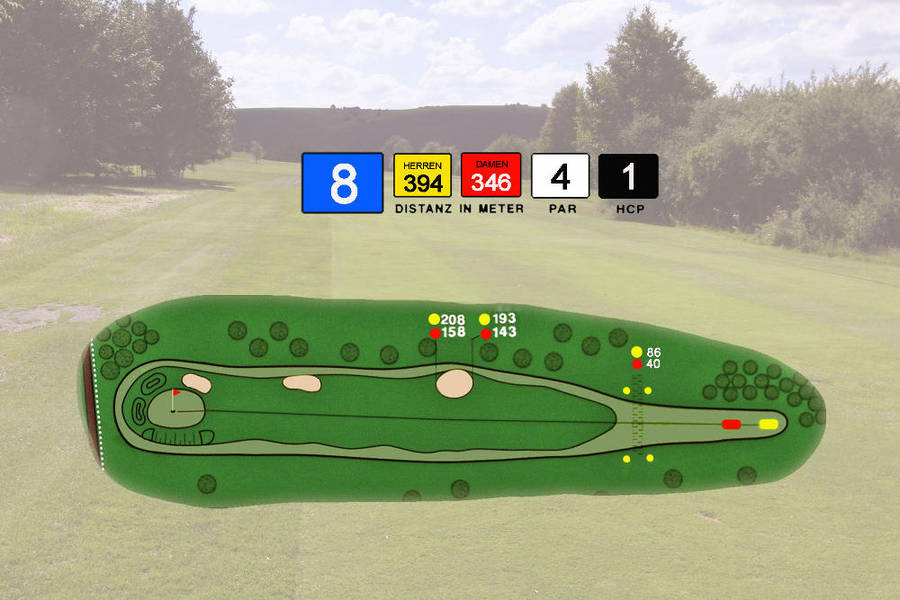 8
HERREN
394
DAMEN
346
4
1
DISTANZ IN METER
PAR
HCP
208
158
193
143
86
40